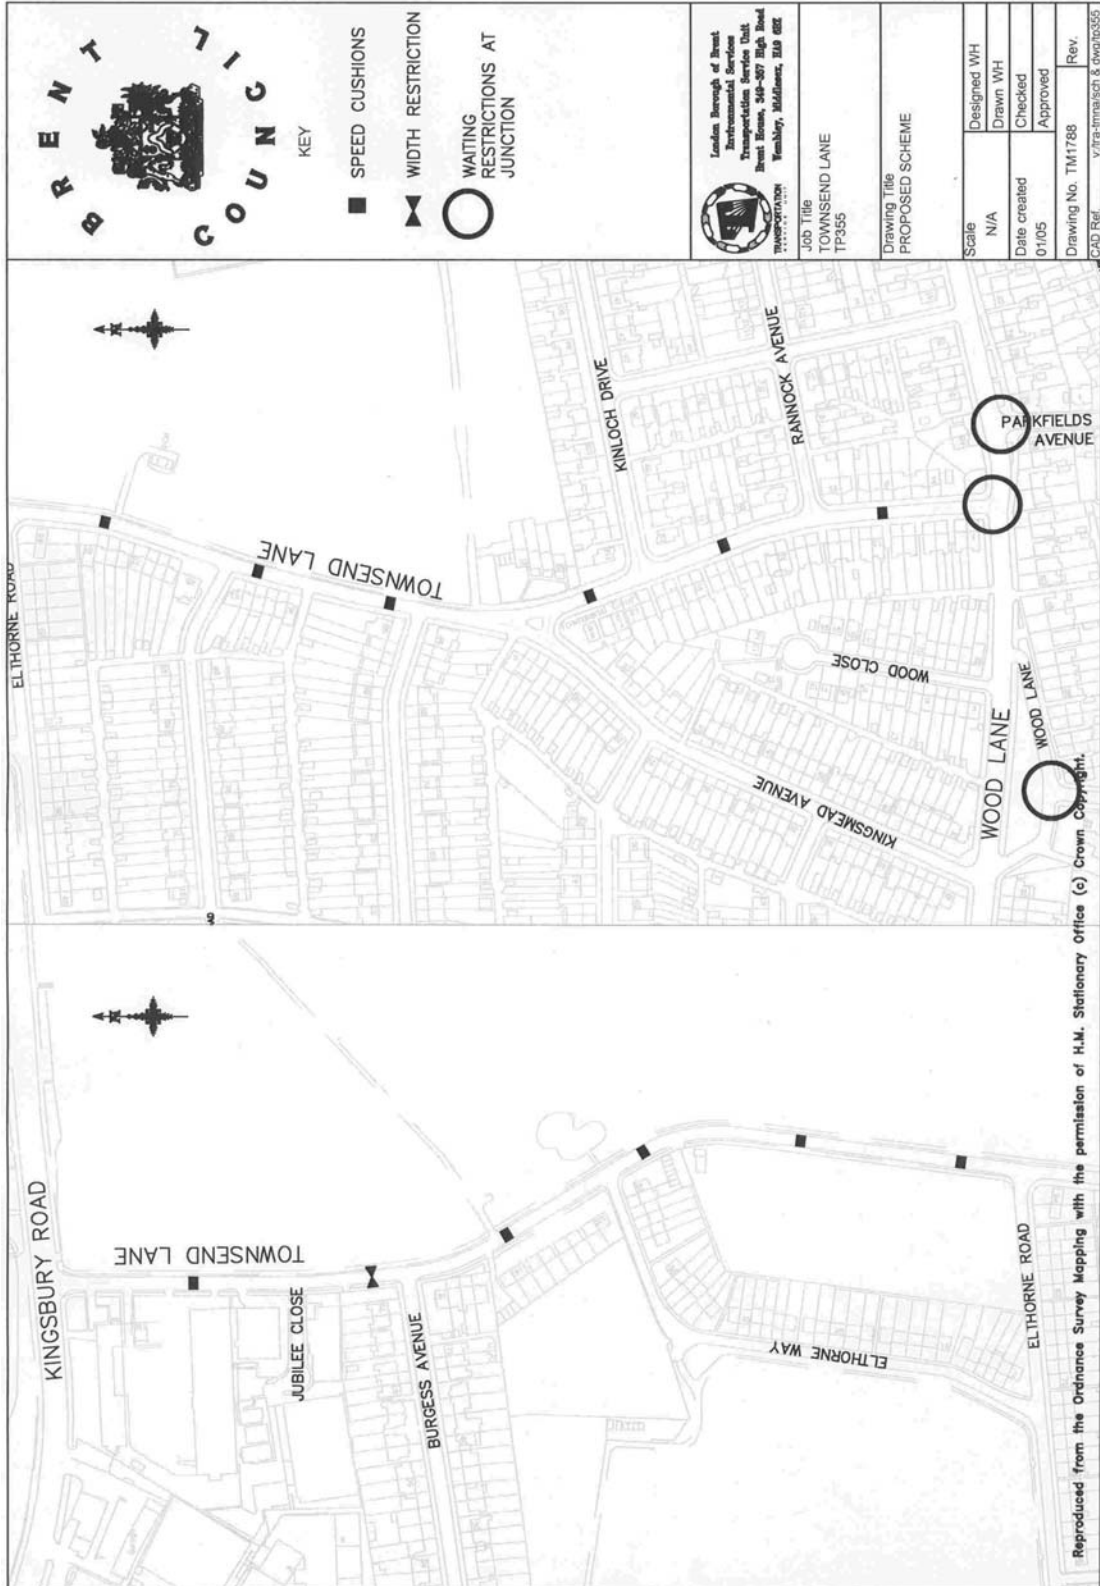 BRENT
COUNCIL
KEY
SPEED CUSHIONS
WIDTH RESTRICTION
WAITING
RESTRICTIONS AT
JUNCTION
TRANSPORTATION
SERVICE UNIT
London Borough of Brent
Environmental Services
Transportation Service Unit
Brent House, 349-357 High Road
Wembley, Middlesex, HA9 6BZ
Job Title
TOWNSEND LANE
TP355
Drawing Title
PROPOSED SCHEME
Scale
N/A
Designed WH
Drawn WH
Date created
01/05
Checked
Approved
Drawing No. TM1788
Rev.
CAD Ref.
N
ELTHORNE ROAD
TOWNSEND LANE
KINLOCH DRIVE
RANNOCK AVENUE
PARKFIELDS
AVENUE
WOOD CLOSE
KINGSMEAD AVENUE
WOOD LANE
WOOD LANE
N
KINGSBURY ROAD
TOWNSEND LANE
JUBILEE CLOSE
BURGESS AVENUE
ELTHORNE WAY
ELTHORNE ROAD
Reproduced from the Ordnance Survey Mapping with the permission of H.M. Stationary Office (c) Crown Copyright.